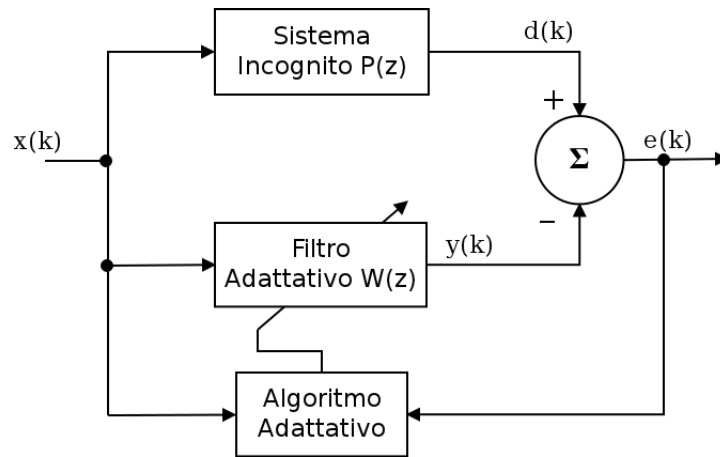 Sistema
Incognito P(z)
d(k)
+
x(k)
Σ
e(k)
−
Filtro
Adattativo W(z)
y(k)
Algoritmo
Adattativo